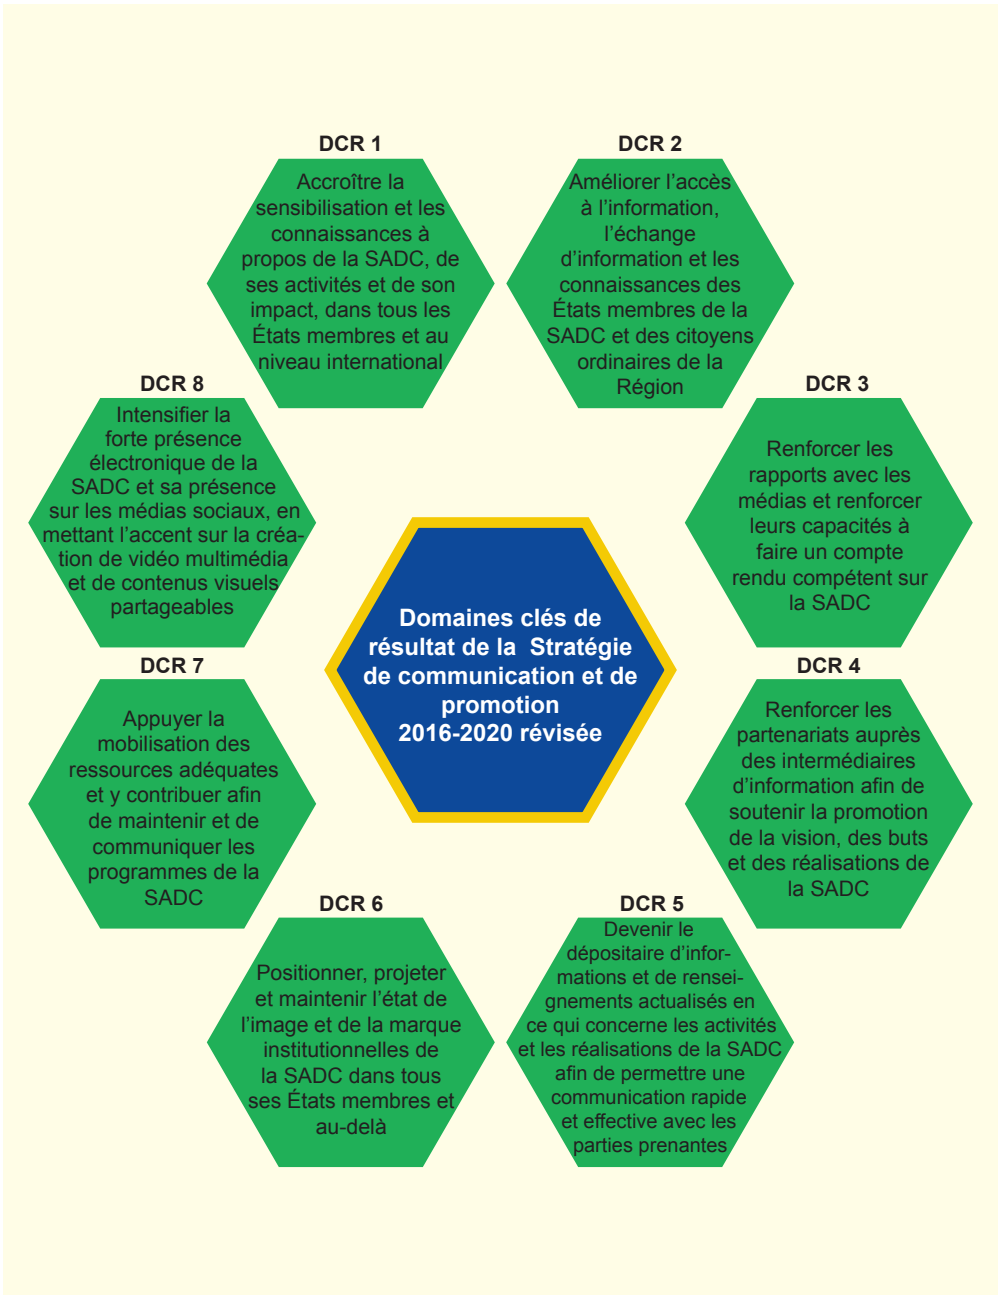 DCR 1
Accroître la
sensibilisation et les
connaissances à
propos de la SADC, de
ses activités et de son
impact, dans tous les
États membres et au
niveau international
DCR 2
Améliorer l’accès
à l’information,
l’échange
d’information et les
connaissances des
États membres de la
SADC et des citoyens
ordinaires de la
Région
DCR 3
Renforcer les
rapports avec les
médias et renforcer
leurs capacités à
faire un compte
rendu compétent sur
la SADC
DCR 4
Renforcer les
partenariats auprès
des intermédiaires
d’information afin de
soutenir la promotion
de la vision, des buts
et des réalisations de
la SADC
DCR 5
Devenir le
dépositaire d’infor-
mations et de rensei-
gnements actualisés en
ce qui concerne les activités
et les réalisations de la SADC
afin de permettre une
communication rapide
et effective avec les
parties prenantes
DCR 6
Positionner, projeter
et maintenir l’état de
l’image et de la marque
institutionnelles de
la SADC dans tous
ses États membres et
au-delà
DCR 7
Appuyer la
mobilisation des
ressources adéquates
et y contribuer afin
de maintenir et de
communiquer les
programmes de la
SADC
DCR 8
Intensifier la
forte présence
électronique de la
SADC et sa présence
sur les médias sociaux, en
mettant l’accent sur la créa-
tion de vidéo multimédia
et de contenus visuels
partageables
Domaines clés de
résultat de la Stratégie
de communication et de
promotion
2016-2020 révisée